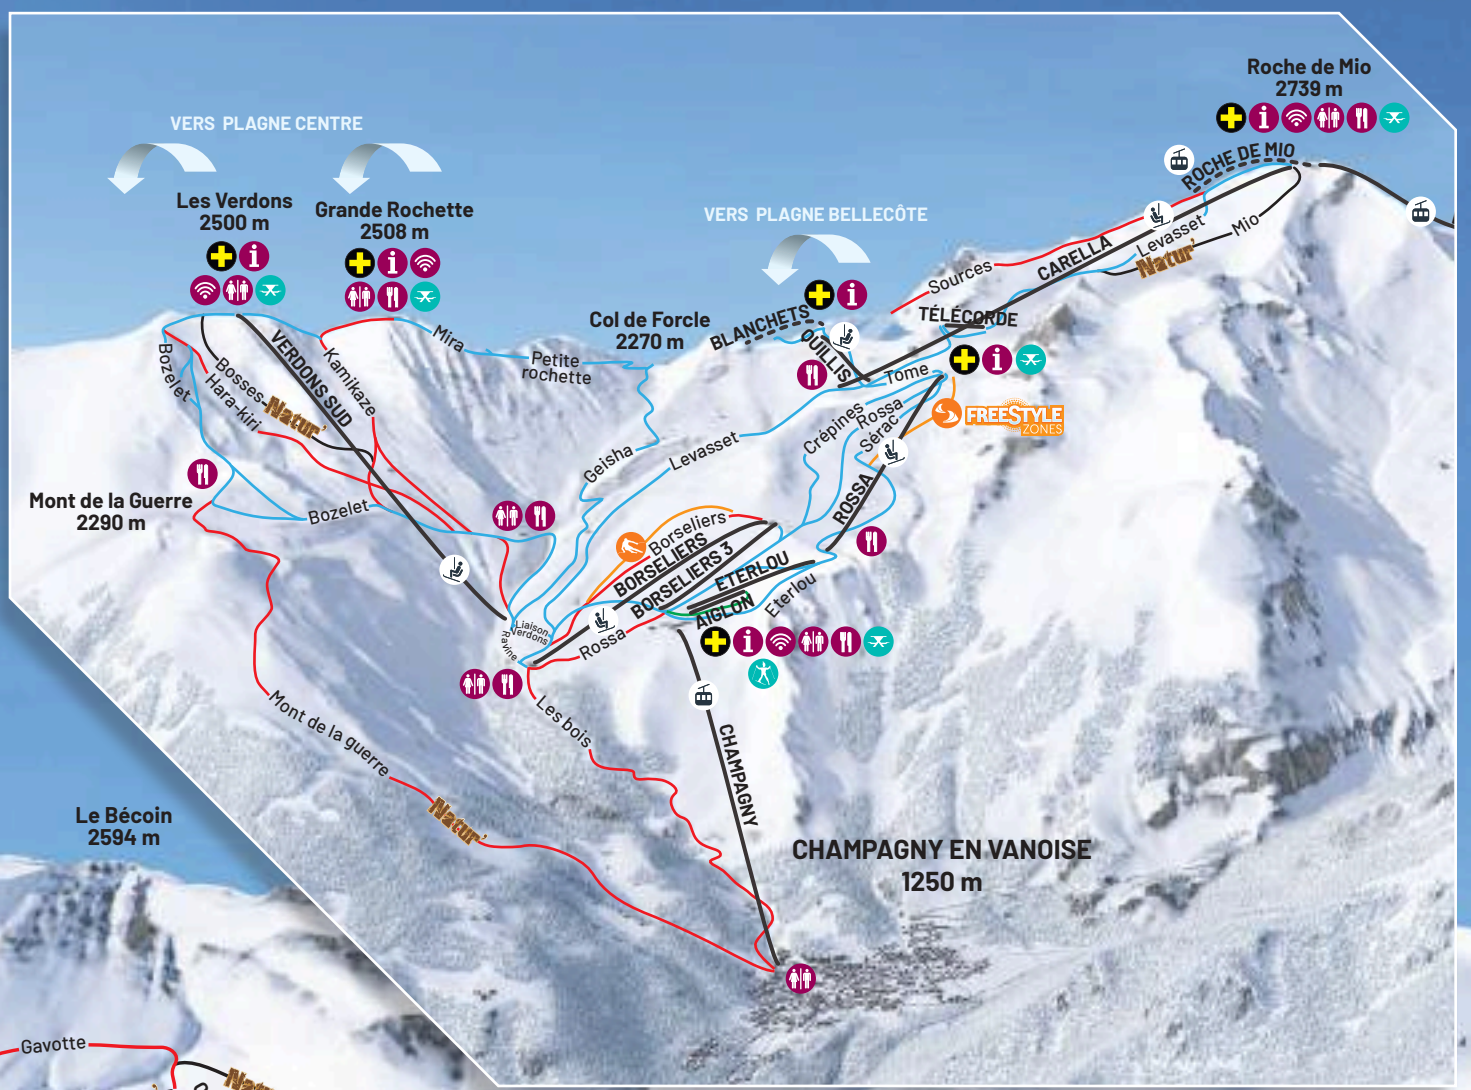 Roche de Mio
2739 m
ROCHE DE MIO
VERS PLAGNE CENTRE
Les Verdons
2500 m
Grande Rochette
2508 m
VERS PLAGNE BELLECÔTE
Sources
CARELLA
Levasset
Natur'
Mio
TÉLÉCORDE
Col de Forcle
2270 m
BLANCHETS
QUILLIS
Tome
Mira
Petite
rochette
Kamikaze
VERDONS SUD
Bozelet
Bosses
Hara-kiri
Natur'
FREESTYLE
ZONES
Crépines
Rossa
Sérac
Levasset
Geisha
ROSSA
Mont de la Guerre
2290 m
Bozelet
Borseliers
BORSELIERS
BORSELIERS 3
ETERLOU
AIGLON
Eterlou
Liaison-
Verdons
Ravine
Rossa
Les bois
Mont de la guerre
CHAMPAGNY
Natur'
Le Bécoin
2594 m
CHAMPAGNY EN VANOISE
1250 m
Gavotte